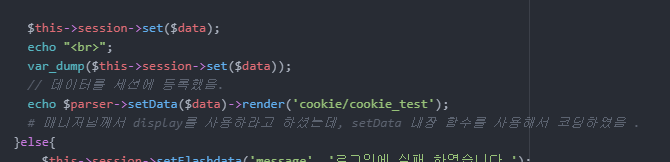 $this->session->set($data);
echo "<br>";
var_dump($this->session->set($data));
// 데이터를 세션에 등록했음.
echo $parser->setData($data)->render('cookie/cookie_test');
# 매니저님께서 display를 사용하라고 하셨는데, setData 내장 함수를 사용해서 코딩하였음 .
}else{
$this->session->setFlashdata('message', '로그인에 실패 하였습니다.');